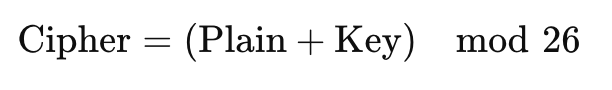 Cipher = (Plain + Key) mod 26